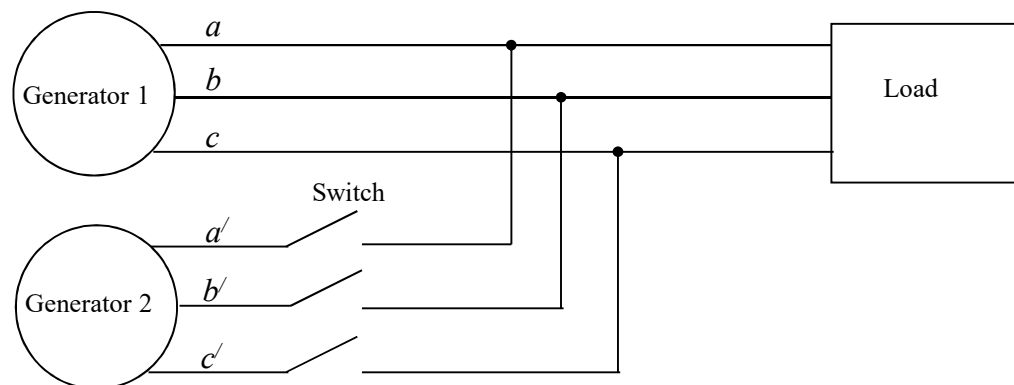 a
Generator 1
b
Load
c
Switch
a/
b/
Generator 2
c/